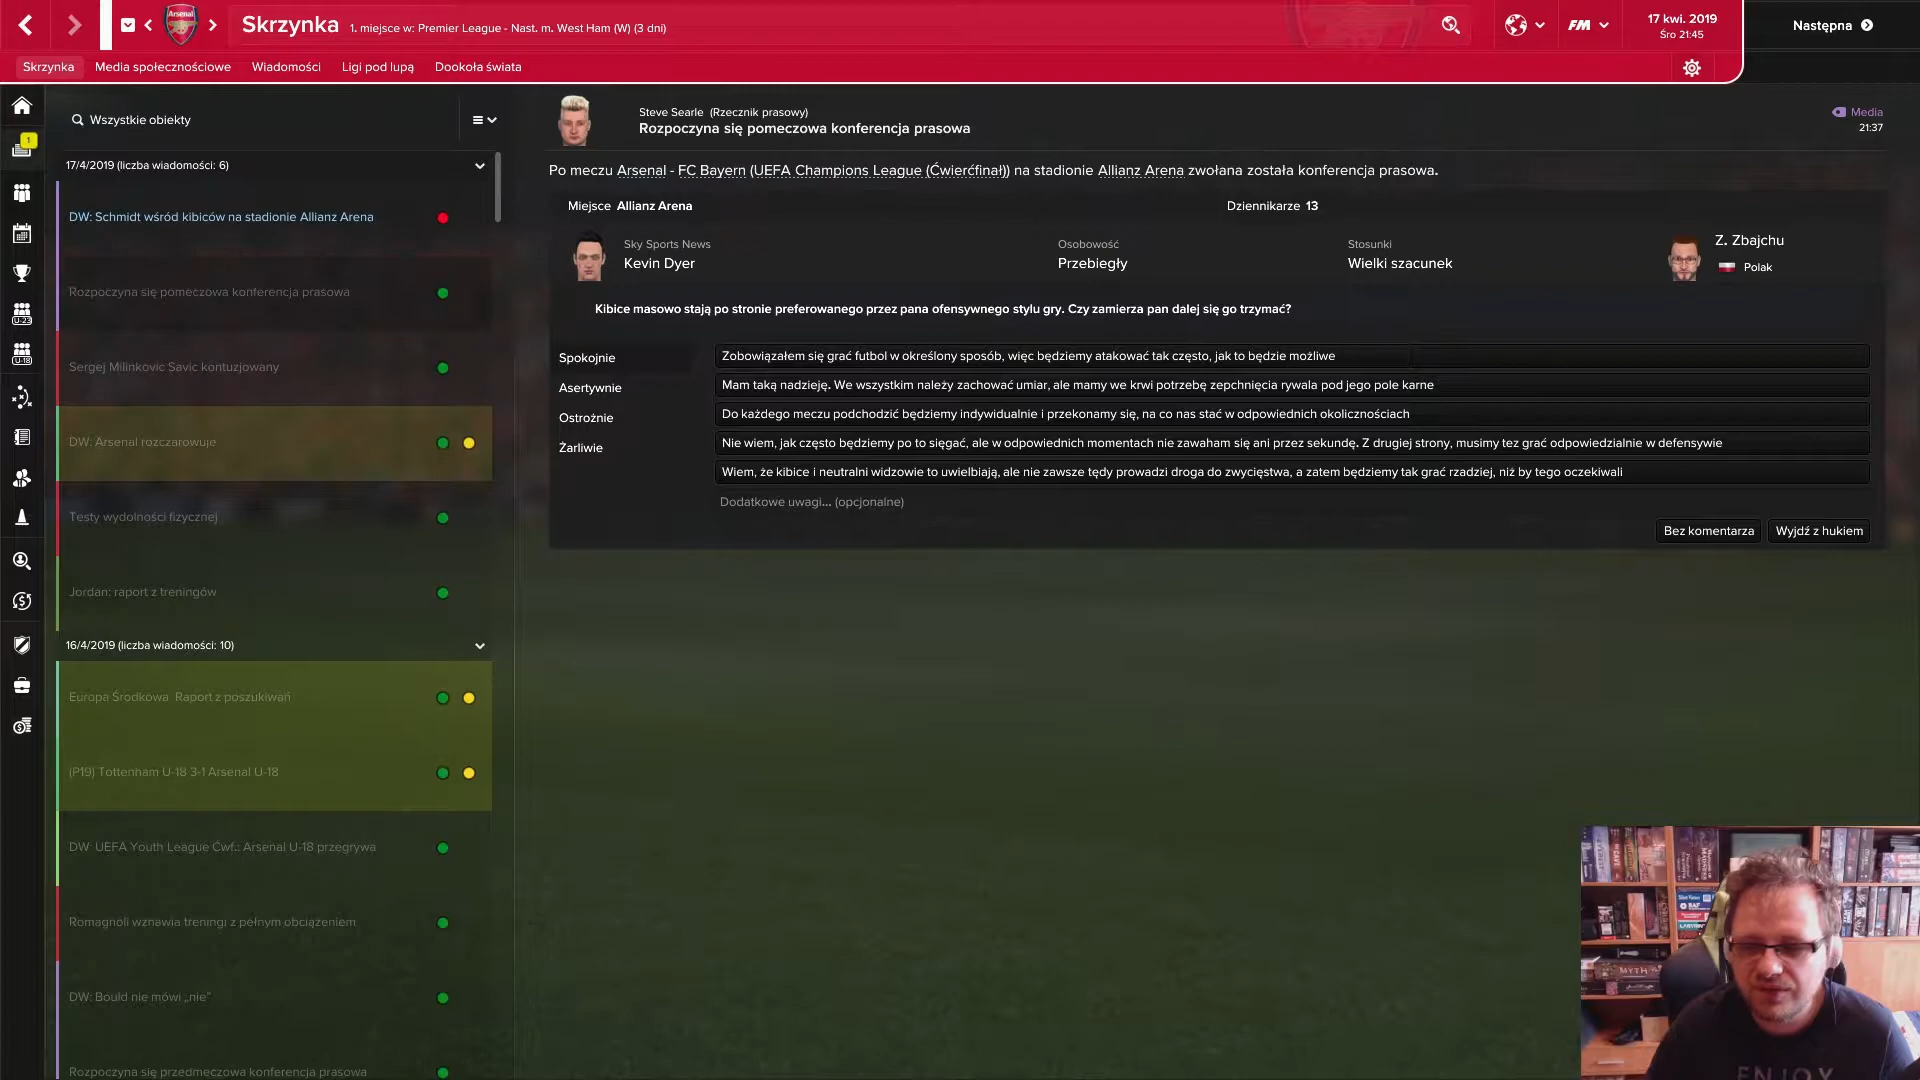 Skrzynka
1. miejsce w: Premier League - Nast. m. West Ham (W) (3 dni)
FM
17 kwi. 2019
Śro 21:45
Następna
Skrzynka
Media społecznościowe
Wiadomości
Ligi pod lupą
Dookoła świata
1
U-23
U-18
Wszystkie obiekty
17/4/2019 (liczba wiadomości: 6)
DW: Schmidt wśród kibiców na stadionie Allianz Arena
Rozpoczyna się pomeczowa konferencja prasowa
Sergej Milinkovic Savic kontuzjowany
DW: Arsenal rozczarowuje
Testy wydolności fizycznej
Jordan: raport z treningów
16/4/2019 (liczba wiadomości: 10)
Europa Środkowa Raport z poszukiwań
(P19) Tottenham U-18 3-1 Arsenal U-18
DW: UEFA Youth League Ćwf.: Arsenal U-18 przegrywa
Romagnoli wznawia treningi z pełnym obciążeniem
DW: Bould nie mówi „nie”
Rozpoczyna się przedmeczowa konferencja prasowa
Steve Searle (Rzecznik prasowy)
Rozpoczyna się pomeczowa konferencja prasowa
Media
21:37
Po meczu Arsenal - FC Bayern (UEFA Champions League (Ćwierćfinał)) na stadionie Allianz Arena zwołana została konferencja prasowa.
Miejsce Allianz Arena
Dziennikarze 13
Sky Sports News
Kevin Dyer
Osobowość
Przebiegły
Stosunki
Wielki szacunek
Z. Zbajchu
Polak
Kibice masowo stają po stronie preferowanego przez pana ofensywnego stylu gry. Czy zamierza pan dalej się go trzymać?
Spokojnie
Asertywnie
Ostrożnie
Żarliwie
Zobowiązałem się grać futbol w określony sposób, więc będziemy atakować tak często, jak to będzie możliwe
Mam taką nadzieję. We wszystkim należy zachować umiar, ale mamy we krwi potrzebę zepchnięcia rywala pod jego pole karne
Do każdego meczu podchodzić będziemy indywidualnie i przekonamy się, na co nas stać w odpowiednich okolicznościach
Nie wiem, jak często będziemy po to sięgać, ale w odpowiednich momentach nie zawaham się ani przez sekundę. Z drugiej strony, musimy tez grać odpowiedzialnie w defensywie
Wiem, że kibice i neutralni widzowie to uwielbiają, ale nie zawsze tędy prowadzi droga do zwycięstwa, a zatem będziemy tak grać rzadziej, niż by tego oczekiwali
Dodatkowe uwagi... (opcjonalne)
Bez komentarza
Wyjdź z hukiem
MYTH
ENJOY